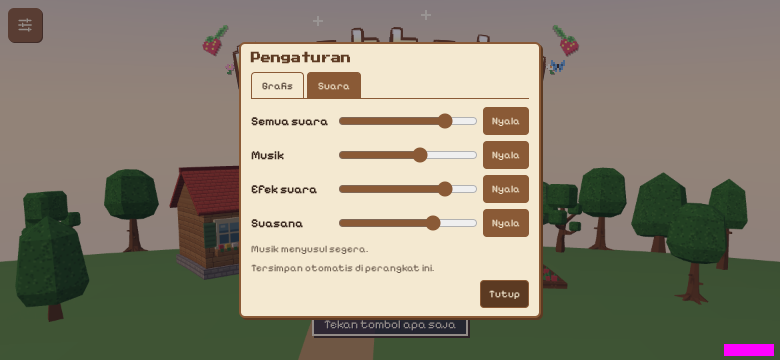 Pengaturan
Grafis
Suara
Semua suara
Nyala
Musik
Nyala
Efek suara
Nyala
Suasana
Nyala
Musik menyusul segera.
Tersimpan otomatis di perangkat ini.
Tutup
Tekan tombol apa saja